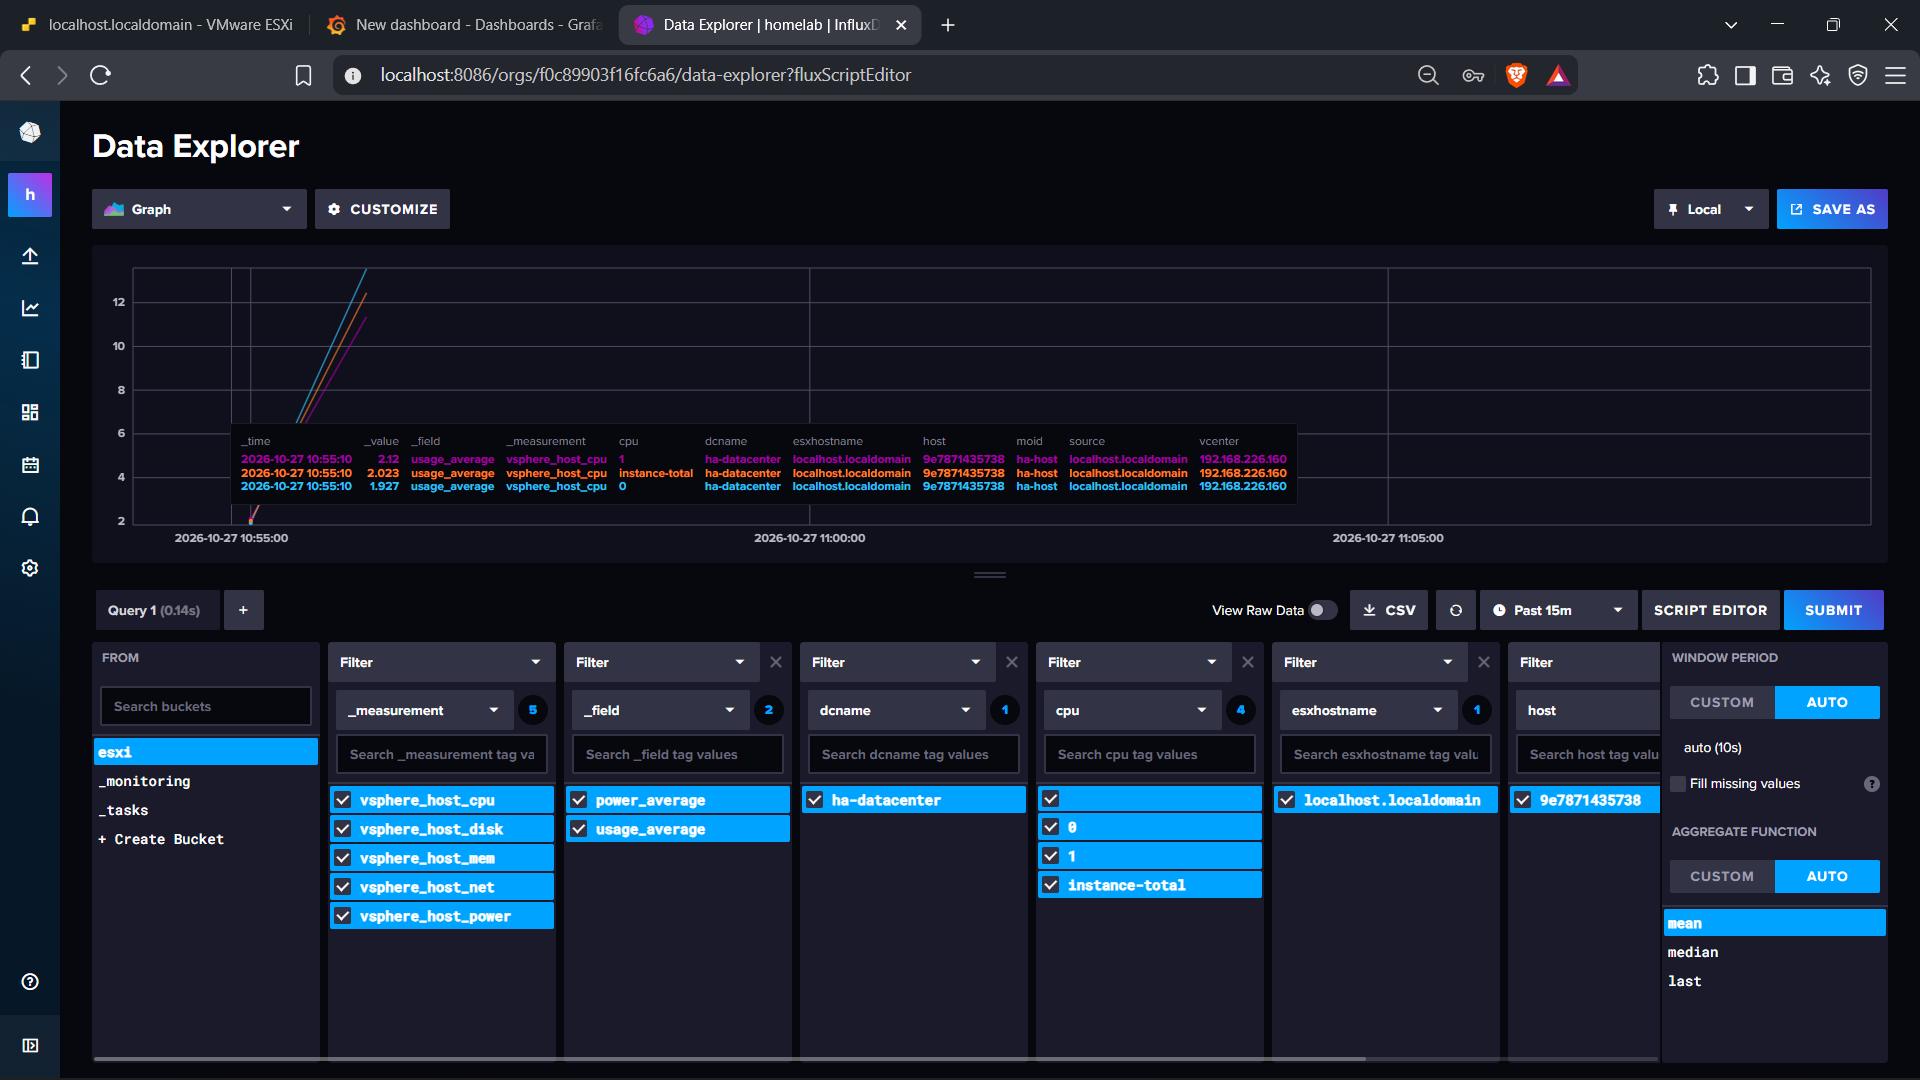 localhost.localdomain - VMware ESXi
New dashboard - Dashboards - Grafa
Data Explorer | homelab | InfluxD
localhost:8086/orgs/f0c89903f16fc6a6/data-explorer?fluxScriptEditor
Data Explorer
h
Graph
CUSTOMIZE
Local
SAVE AS
12
10
8
6
4
2
_time _value _field _measurement cpu dcname esxhostname host moid source vcenter
2026-10-27 10:55:10 2.12 usage_average vsphere_host_cpu 1 ha-datacenter localhost.localdomain 9e7871435738 ha-host localhost.localdomain 192.168.226.160
2026-10-27 10:55:10 2.023 usage_average vsphere_host_cpu instance-total ha-datacenter localhost.localdomain 9e7871435738 ha-host localhost.localdomain 192.168.226.160
2026-10-27 10:55:10 1.927 usage_average vsphere_host_cpu 0 ha-datacenter localhost.localdomain 9e7871435738 ha-host localhost.localdomain 192.168.226.160
2026-10-27 10:55:00 2026-10-27 11:00:00 2026-10-27 11:05:00
Query 1 (0.14s)
+
View Raw Data
CSV
Past 15m
SCRIPT EDITOR
SUBMIT
FROM
Search buckets
esxi
_monitoring
_tasks
+ Create Bucket
Filter
_measurement 5
Search _measurement tag va
vsphere_host_cpu
vsphere_host_disk
vsphere_host_mem
vsphere_host_net
vsphere_host_power
Filter
_field 2
Search _field tag values
power_average
usage_average
Filter
dcname 1
Search dcname tag values
ha-datacenter
Filter
cpu 4
Search cpu tag values
0
1
instance-total
Filter
esxhostname 1
Search esxhostname tag valu
localhost.localdomain
Filter
host
Search host tag valu
9e7871435738
WINDOW PERIOD
CUSTOM AUTO
auto (10s)
Fill missing values ?
AGGREGATE FUNCTION
CUSTOM AUTO
mean
median
last